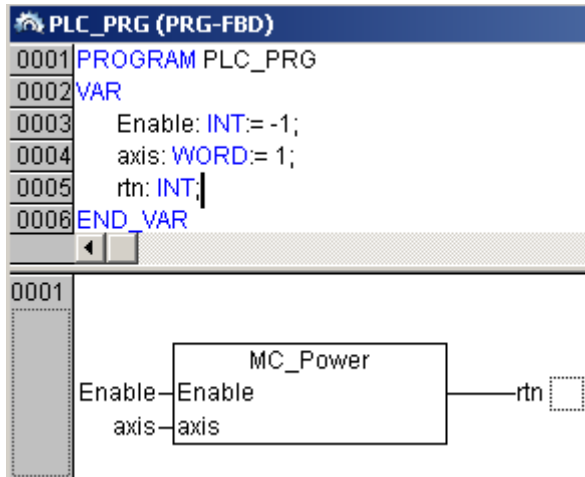 PLC_PRG (PRG-FBD)
0001 PROGRAM PLC_PRG
0002 VAR
0003 Enable: INT:= -1;
0004 axis: WORD:= 1;
0005 rtn: INT;
0006 END_VAR
0001
MC_Power
Enable Enable rtn
axis axis